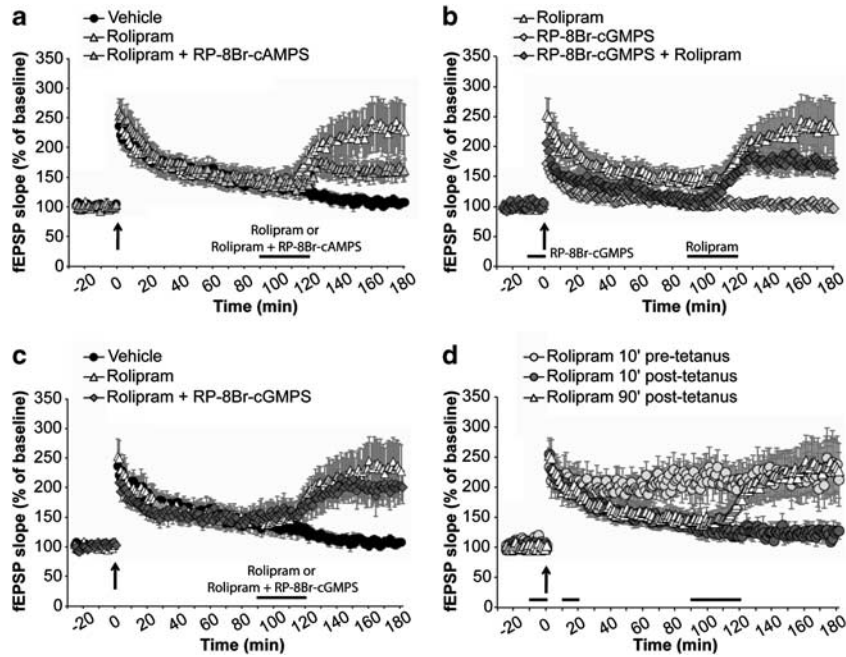 a
Vehicle
Rolipram
Rolipram + RP-8Br-cAMPS
fEPSP slope (% of baseline)
350
300
250
200
150
100
50
0
Rolipram or
Rolipram + RP-8Br-cAMPS
-20 0 20 40 60 80 100 120 140 160 180
Time (min)
b
Rolipram
RP-8Br-cGMPS
RP-8Br-cGMPS + Rolipram
fEPSP slope (% of baseline)
350
300
250
200
150
100
50
0
RP-8Br-cGMPS
Rolipram
-20 0 20 40 60 80 100 120 140 160 180
Time (min)
c
Vehicle
Rolipram
Rolipram + RP-8Br-cGMPS
fEPSP slope (% of baseline)
350
300
250
200
150
100
50
0
Rolipram or
Rolipram + RP-8Br-cGMPS
-20 0 20 40 60 80 100 120 140 160 180
Time (min)
d
Rolipram 10' pre-tetanus
Rolipram 10' post-tetanus
Rolipram 90' post-tetanus
fEPSP slope (% of baseline)
350
300
250
200
150
100
50
0
-20 0 20 40 60 80 100 120 140 160 180
Time (min)